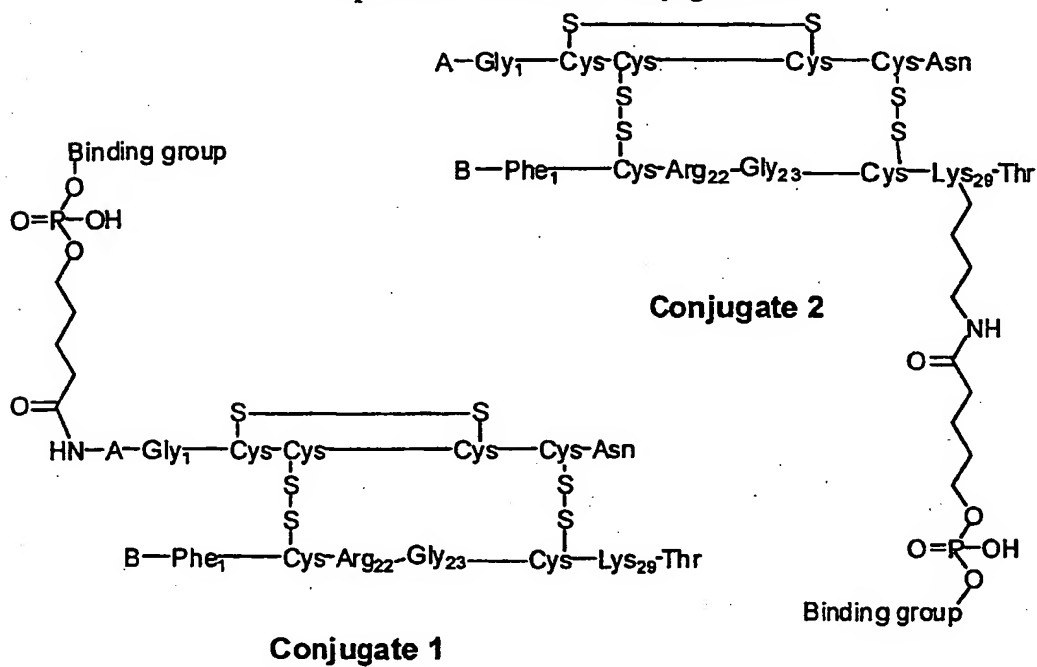 S S
A–Gly1 Cys Cys Cys Cys-Asn
S S
S S
B–Phe1 Cys-Arg22-Gly23 Cys Lys29-Thr
Binding group
O
O=P–OH
O
O
HN–A–Gly1 Cys Cys Cys Cys-Asn
S S
S S
S S
B–Phe1 Cys-Arg22-Gly23 Cys-Lys29-Thr
Conjugate 1
Conjugate 2
NH
O
O
O=P–OH
O
Binding group